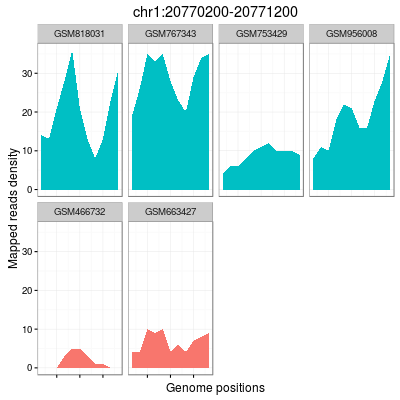 chr1:20770200-20771200
GSM818031 GSM767343 GSM753429 GSM956008
30
20
10
0
GSM466732 GSM663427
30
20
10
0
Mapped reads density
Genome positions